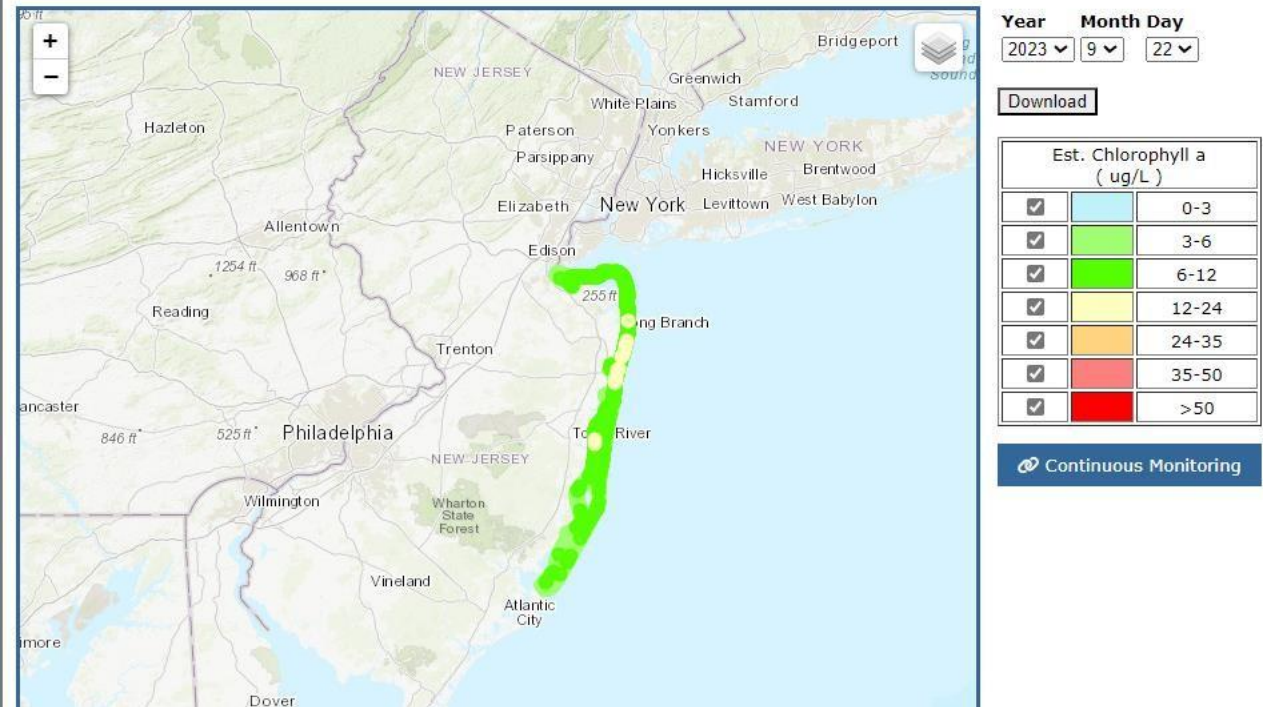 95 ft
+
−
NEW JERSEY
Bridgeport
Greenwich
White Plains
Stamford
Sound
Hazleton
Paterson
Yonkers
Parsippany
NEW YORK
Hicksville
Brentwood
Elizabeth
New York
Levittown
West Babylon
Allentown
Edison
1254 ft
968 ft
255 ft
Reading
ng Branch
Trenton
ancaster
846 ft
525 ft
Philadelphia
To
River
NEW JERSEY
Wilmington
Wharton
State
Forest
Vineland
Atlantic
City
imore
Dover
Year Month Day
2023 9 22
Download
Est. Chlorophyll a
( ug/L )
0-3
3-6
6-12
12-24
24-35
35-50
>50
Continuous Monitoring